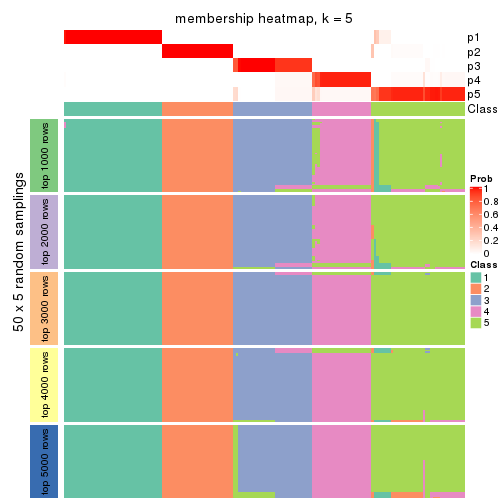 membership heatmap, k = 5
p1
p2
p3
p4
p5
Class
50 x 5 random samplings
top 1000 rows
top 2000 rows
top 3000 rows
top 4000 rows
top 5000 rows
Prob
1
0.8
0.6
0.4
0.2
0
Class
1
2
3
4
5